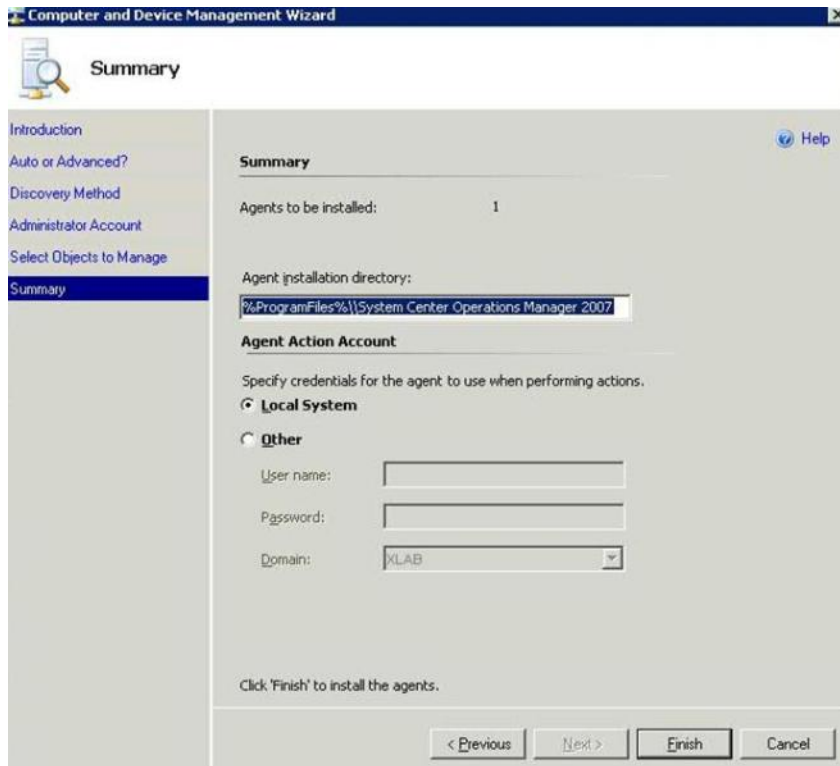 Computer and Device Management Wizard
Summary
Introduction
Auto or Advanced?
Discovery Method
Administrator Account
Select Objects to Manage
Summary
Help
Summary
Agents to be installed: 1
Agent installation directory:
%ProgramFiles%\\System Center Operations Manager 2007
Agent Action Account
Specify credentials for the agent to use when performing actions.
Local System
Other
User name:
Password:
Domain: XLAB
Click 'Finish' to install the agents.
< Previous Next > Finish Cancel